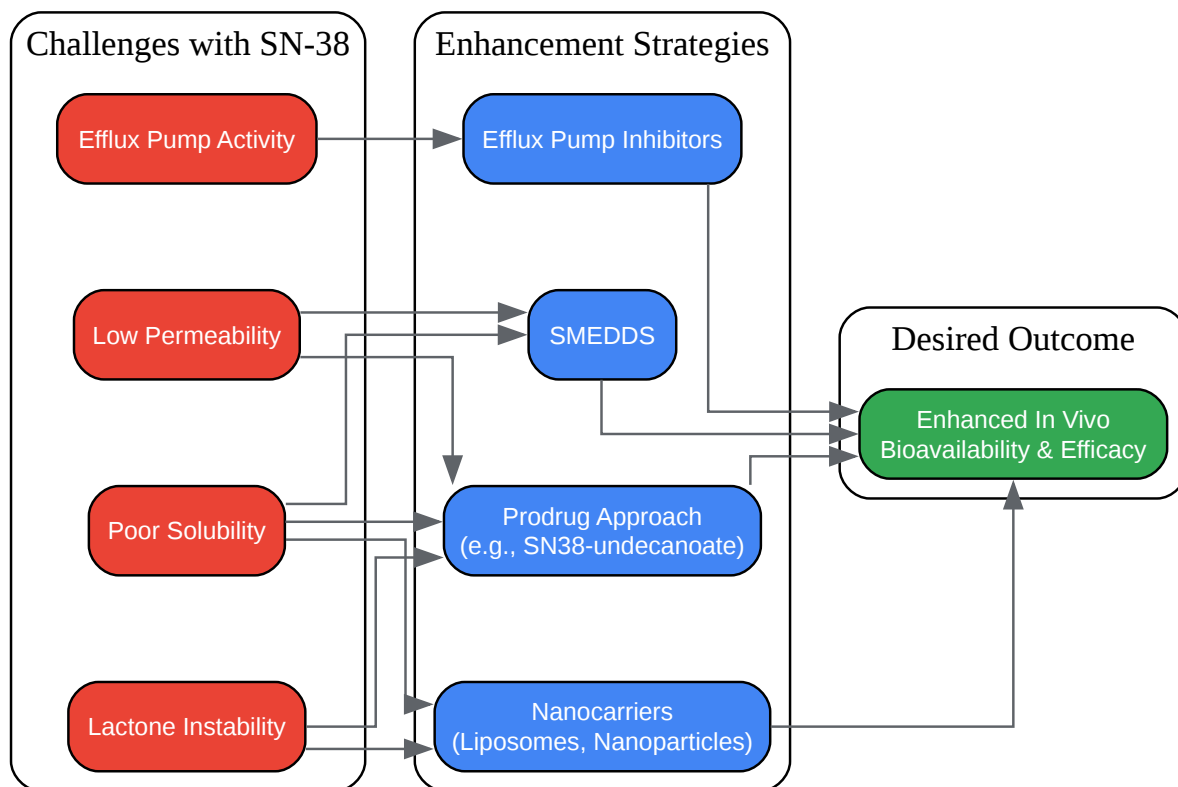 Challenges with SN-38
Efflux Pump Activity
Low Permeability
Poor Solubility
Lactone Instability
Enhancement Strategies
Efflux Pump Inhibitors
SMEDDS
Prodrug Approach
(e.g., SN38-undecanoate)
Nanocarriers
(Liposomes, Nanoparticles)
Desired Outcome
Enhanced In Vivo
Bioavailability & Efficacy